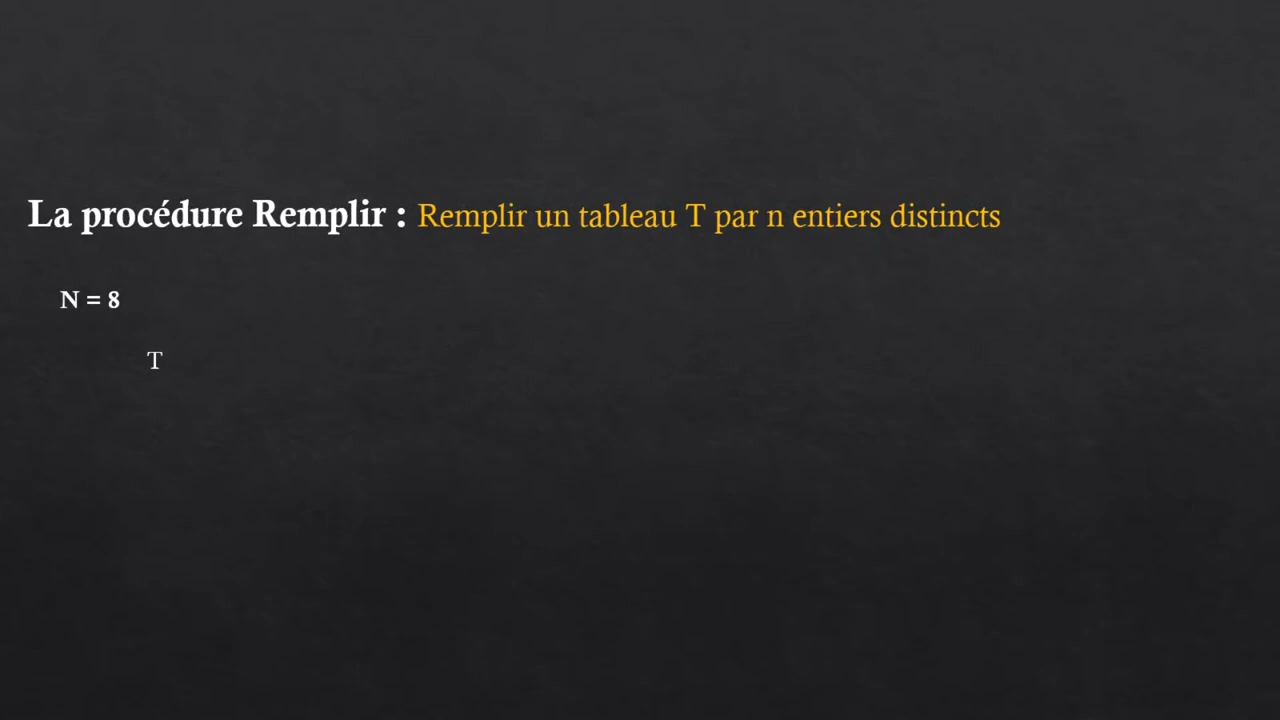 La procédure Remplir : Remplir un tableau T par n entiers distincts
N = 8
T